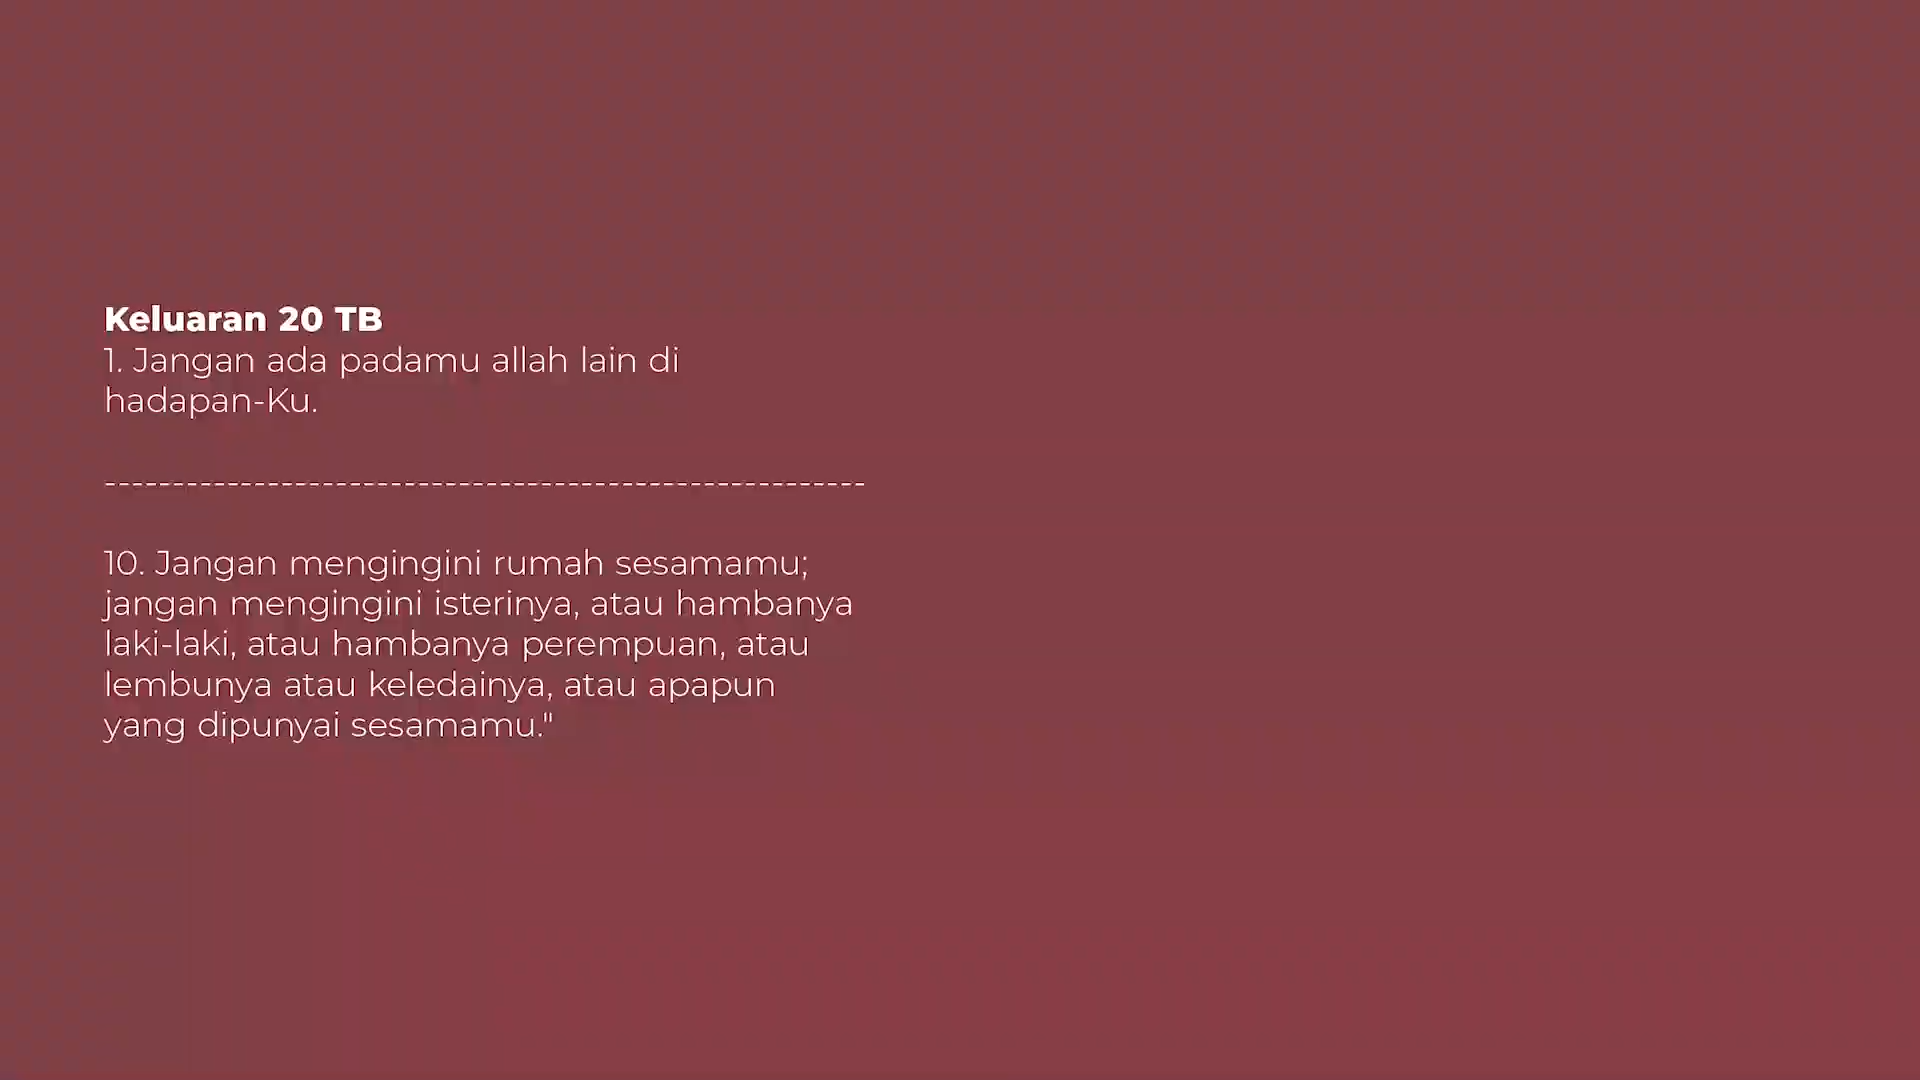 Keluaran 20 TB
1. Jangan ada padamu allah lain di
hadapan-Ku.
--------------------------------------------------------
10. Jangan mengingini rumah sesamamu;
jangan mengingini isterinya, atau hambanya
laki-laki, atau hambanya perempuan, atau
lembunya atau keledainya, atau apapun
yang dipunyai sesamamu."